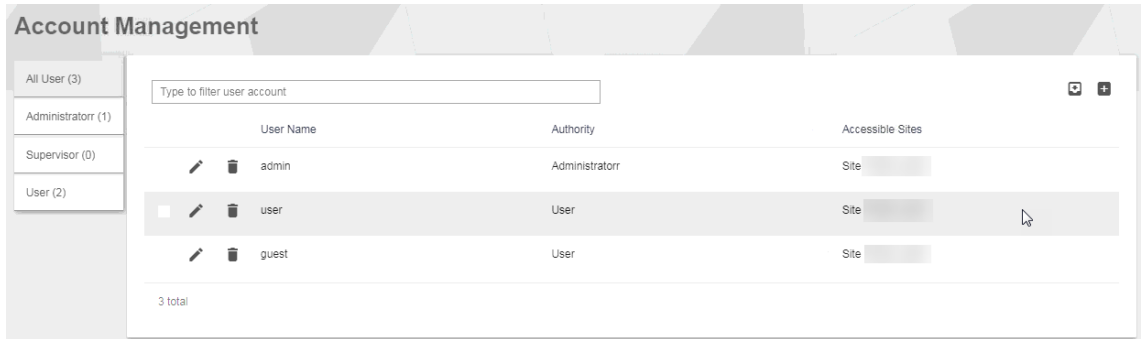 Account Management
All User (3)
Administratorr (1)
Supervisor (0)
User (2)
Type to filter user account
User Name Authority Accessible Sites
admin Administratorr Site
user User Site
guest User Site
3 total